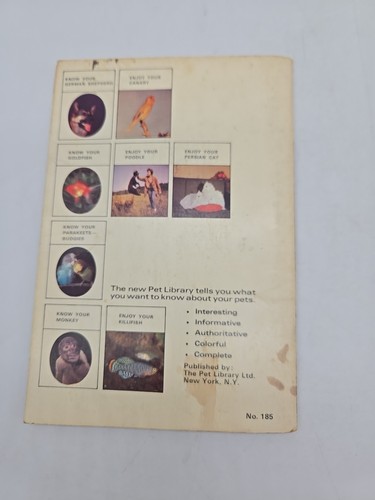 KNOW YOUR
GERMAN SHEPHERD
ENJOY YOUR
CANARY
KNOW YOUR
GOLDFISH
ENJOY YOUR
POODLE
ENJOY YOUR
PERSIAN CAT
KNOW YOUR
PARAKEETS -
BUDGIES
KNOW YOUR
MONKEY
ENJOY YOUR
KILLIFISH
The new Pet Library tells you what
you want to know about your pets.
• Interesting
• Informative
• Authoritative
• Colorful
• Complete
Published by:
The Pet Library Ltd.
New York, N.Y.
No. 185